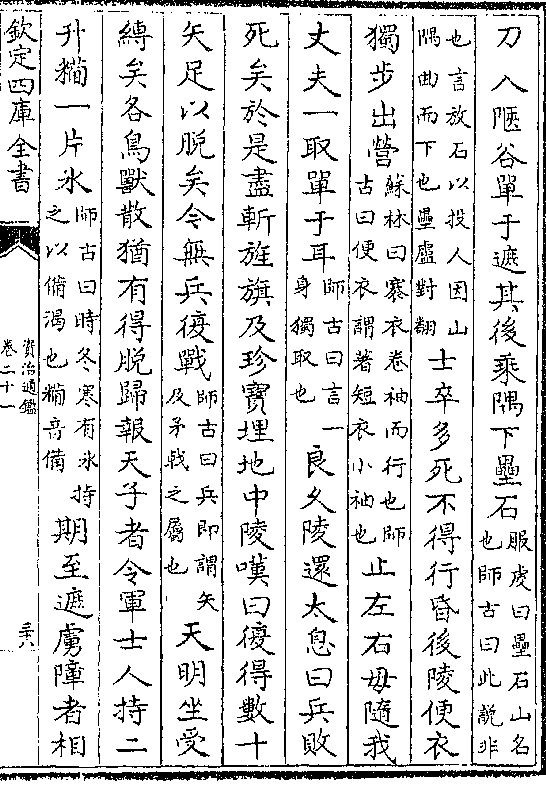 刀入陿谷單于遮其後乘隅下壘石服虔曰壘石山名也師古曰此說非
也言放石以投人因山隅曲而下也壘盧對翻士卒多死不得行昏後陵便衣
獨步出營蘇林曰褰衣卷袖而行也師古曰便衣謂著短衣小袖也止左右毋隨我
丈夫一取單于耳師古曰言一身獨取也良久陵還太息曰兵敗
死矣於是盡斬旌旗及珍寶埋地中陵嘆曰復得數十
矢足以脫矣令無兵復戰師古曰兵即謂矢及矛戟之屬也天明坐受
縛矣各鳥獸散猶有得脫歸報天子者令軍士人持二
升糒一片氷師古曰時冬寒有氷持之以備渴也糒音備期至遮虜障者相
欽定四庫全書
資治通鑑
卷二十一
三六